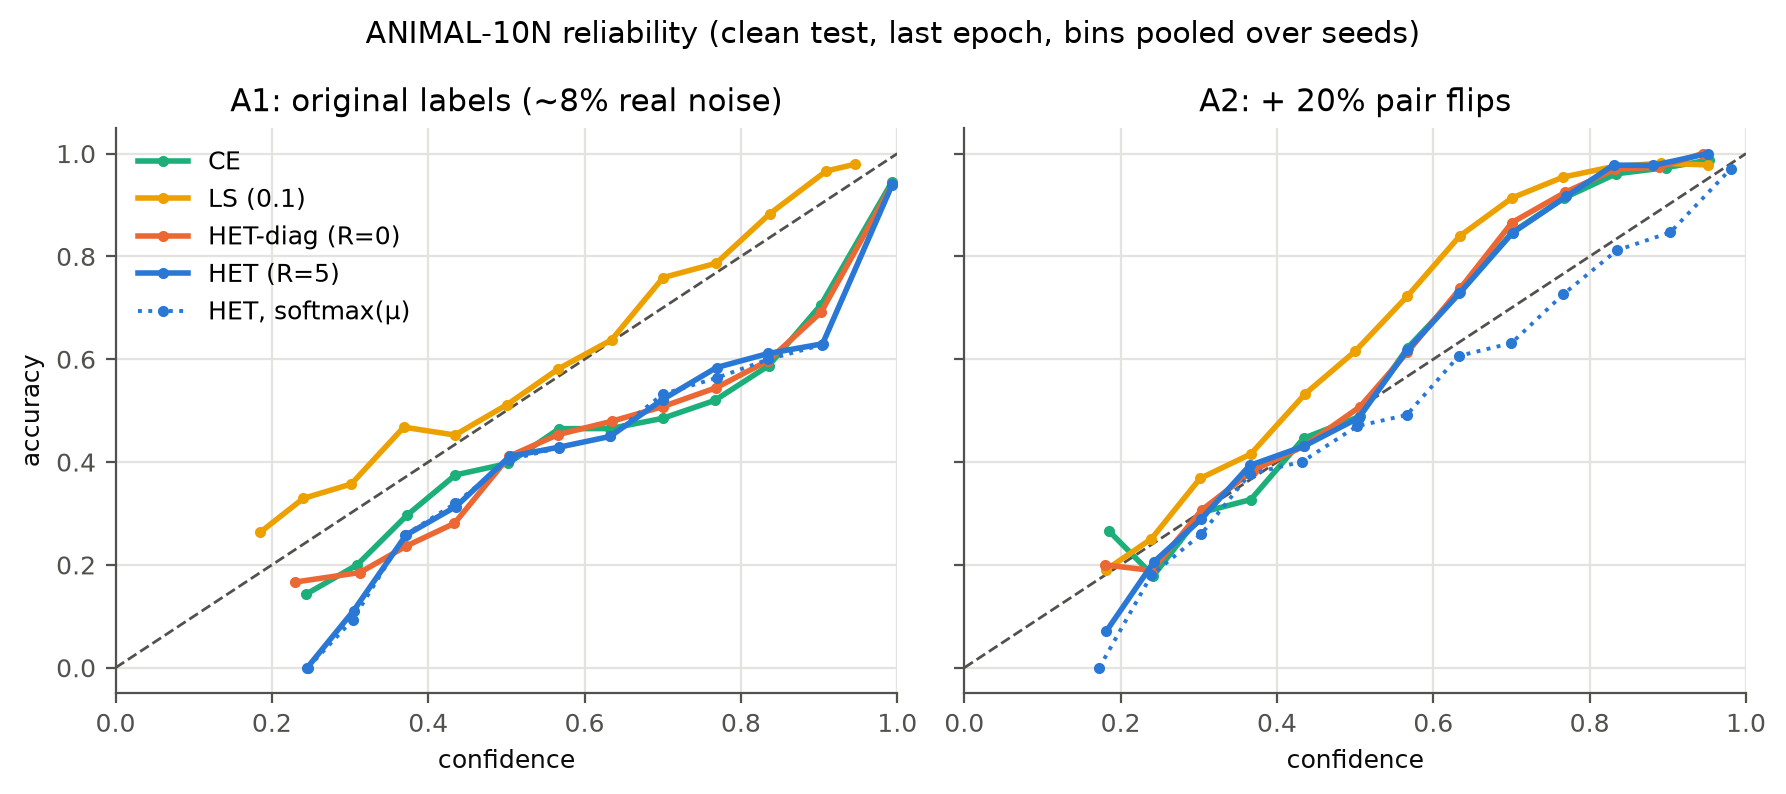 ANIMAL-10N reliability (clean test, last epoch, bins pooled over seeds)
A1: original labels (~8% real noise)
CE
LS (0.1)
HET-diag (R=0)
HET (R=5)
HET, softmax(μ)
accuracy
1.0
0.8
0.6
0.4
0.2
0.0
0.0 0.2 0.4 0.6 0.8 1.0
confidence
A2: + 20% pair flips
0.0 0.2 0.4 0.6 0.8 1.0
confidence